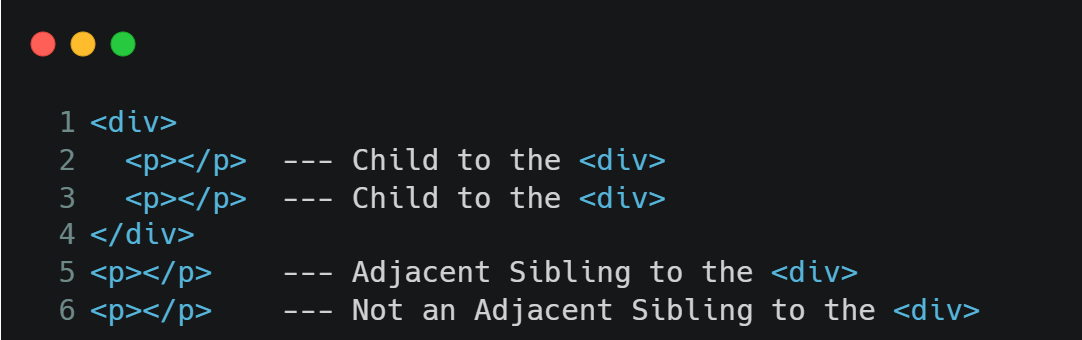 1 <div>
2   <p></p>  --- Child to the <div>
3   <p></p>  --- Child to the <div>
4 </div>
5 <p></p>    --- Adjacent Sibling to the <div>
6 <p></p>    --- Not an Adjacent Sibling to the <div>